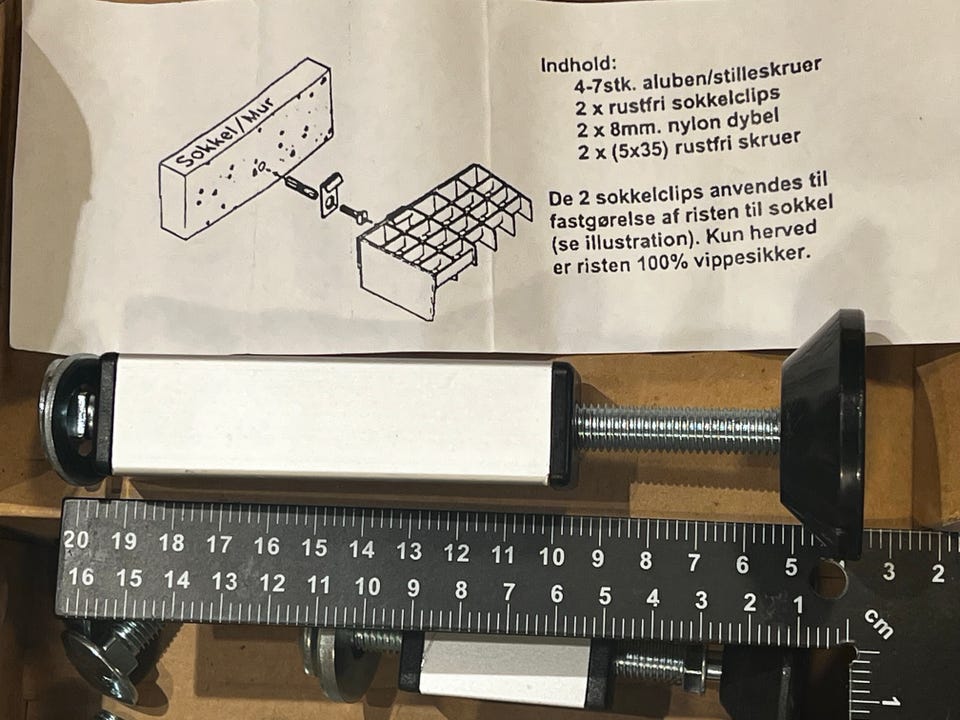 Sokkel/Mur
Indhold:
4-7stk. aluben/stilleskruer
2 x rustfri sokkelclips
2 x 8mm. nylon dybel
2 x (5x35) rustfri skruer
De 2 sokkelclips anvendes til
fastgørelse af risten til sokkel
(se illustration). Kun herved
er risten 100% vippesikker.
20 19 18 17 16 15 14 13 12 11 10 9 8 7 6 5 3 2
16 15 14 13 12 11 10 9 8 7 6 5 4 3 2 1
cm
1